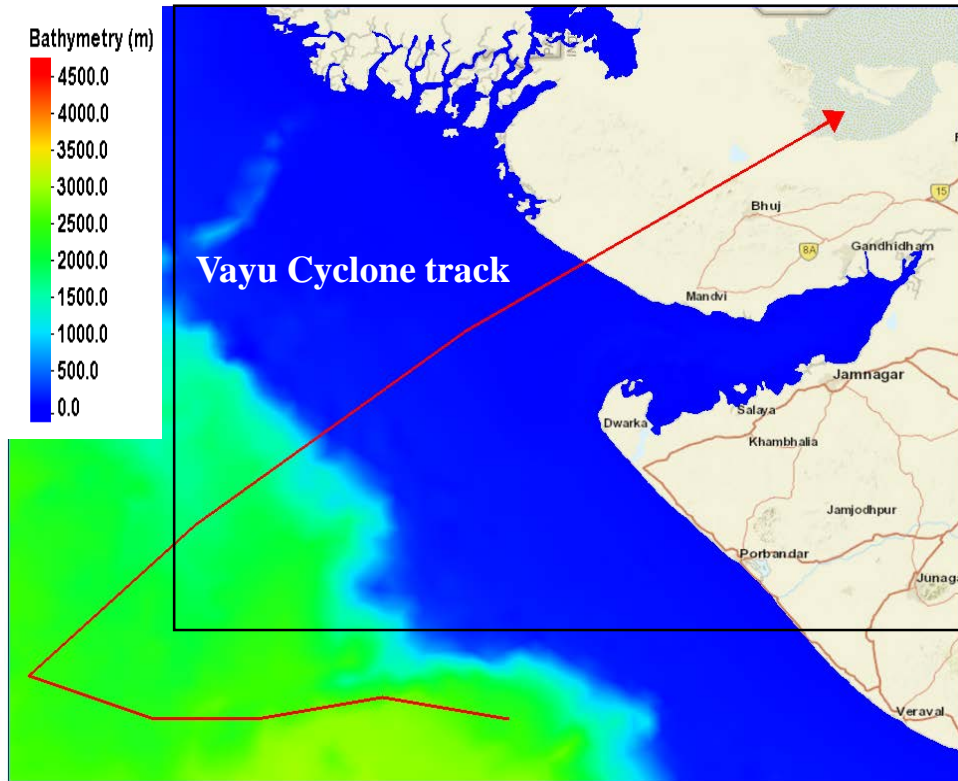 Bathymetry (m)
4500.0
4000.0
3500.0
3000.0
2500.0
2000.0
1500.0
1000.0
500.0
0.0
15
Bhuj
8A
Gandhidham
Vayu Cyclone track
Mandvi
Jamnagar
Salaya
Dwarka
Khambhalia
Jamjodhpur
Porbandar
Junaga
Veraval